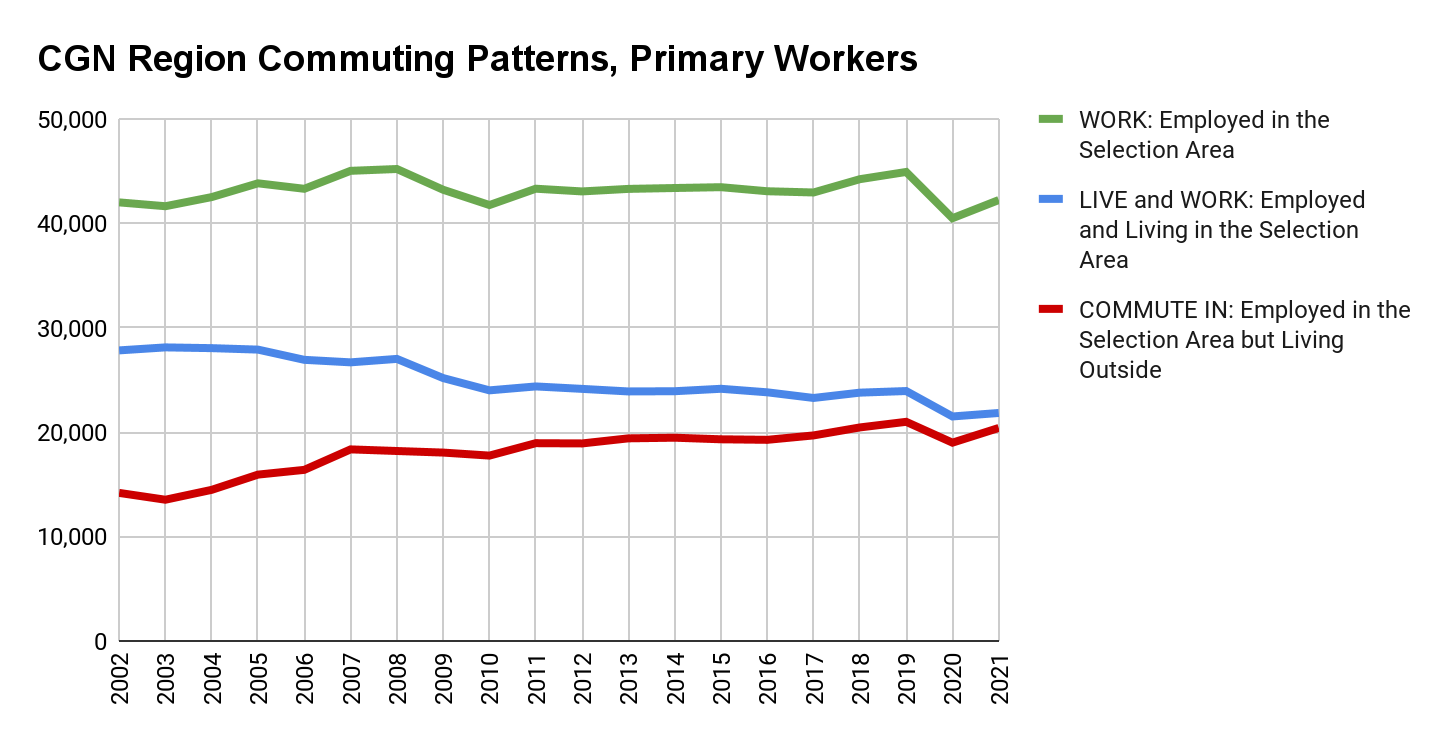 CGN Region Commuting Patterns, Primary Workers
50,000
40,000
30,000
20,000
10,000
0
2002
2003
2004
2005
2006
2007
2008
2009
2010
2011
2012
2013
2014
2015
2016
2017
2018
2019
2020
2021
WORK: Employed in the
Selection Area
LIVE and WORK: Employed
and Living in the Selection
Area
COMMUTE IN: Employed in the
Selection Area but Living
Outside